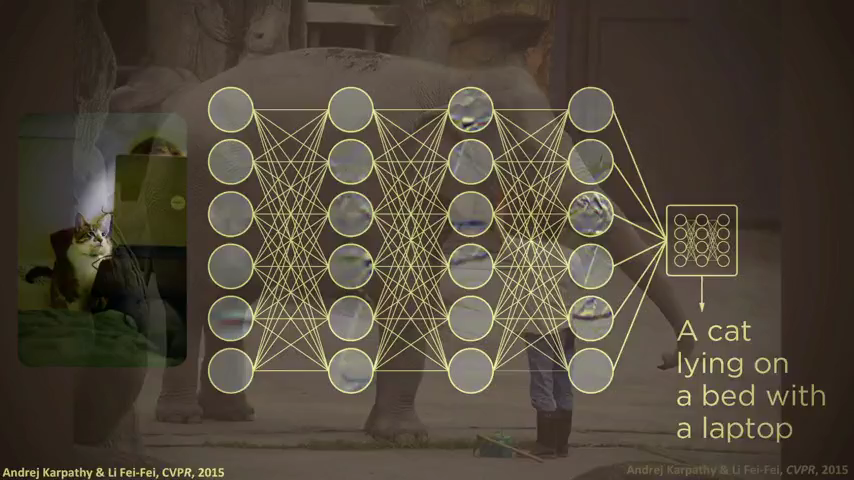 A cat
lying on
a bed with
a laptop
Andrej Karpathy & Li Fei-Fei, CVPR, 2015
Andrej Karpathy & Li Fei-Fei, CVPR, 2015